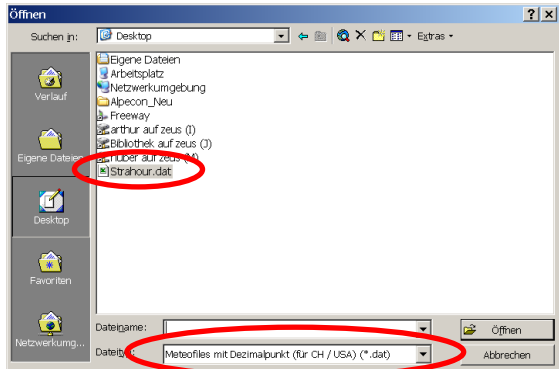 Öffnen
Suchen in: Desktop Extras
Verlauf
Eigene Dateien
Desktop
Favoriten
Netzwerkumg...
Eigene Dateien
Arbeitsplatz
Netzwerkumgebung
Alpecon_Neu
Freeway
arthur auf zeus (I)
Bibliothek auf zeus (J)
huber auf zeus (M)
Strahour.dat
Dateiname: Öffnen
Dateityp: Meteofiles mit Dezimalpunkt (für CH / USA) (*.dat) Abbrechen